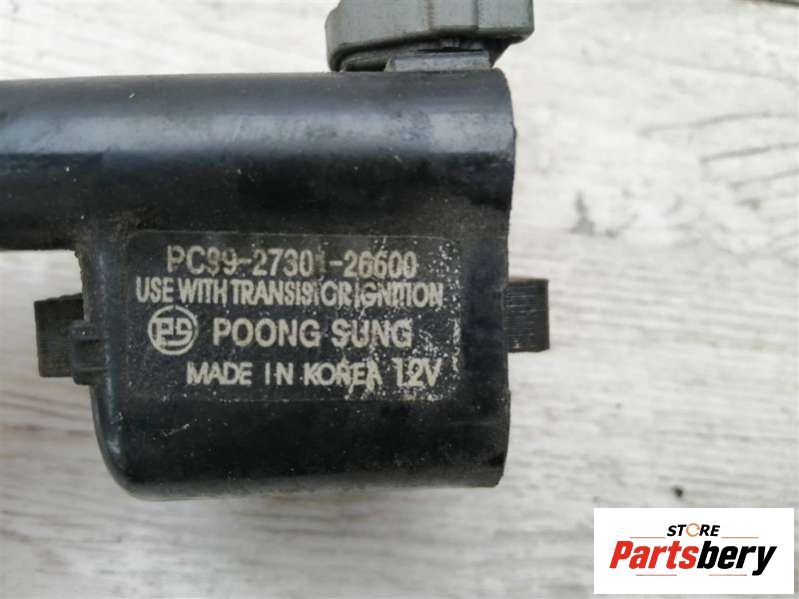 PC99-27301-26600
USE WITH TRANSISTOR IGNITION
PS POONG SUNG
MADE IN KOREA 12V
STORE
Partsbery